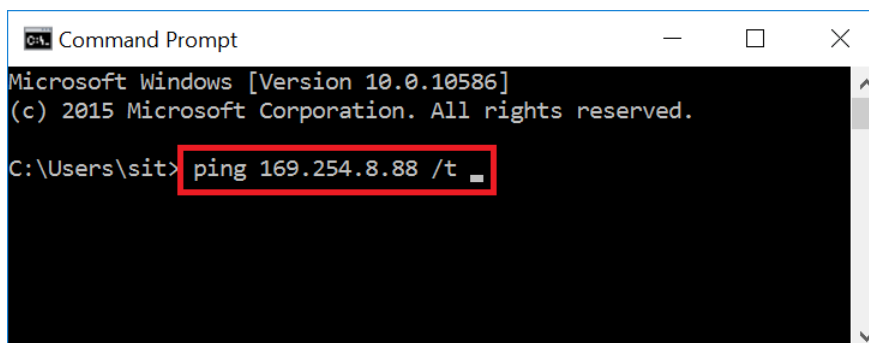 Command Prompt
Microsoft Windows [Version 10.0.10586]
(c) 2015 Microsoft Corporation. All rights reserved.
C:\Users\sit> ping 169.254.8.88 /t